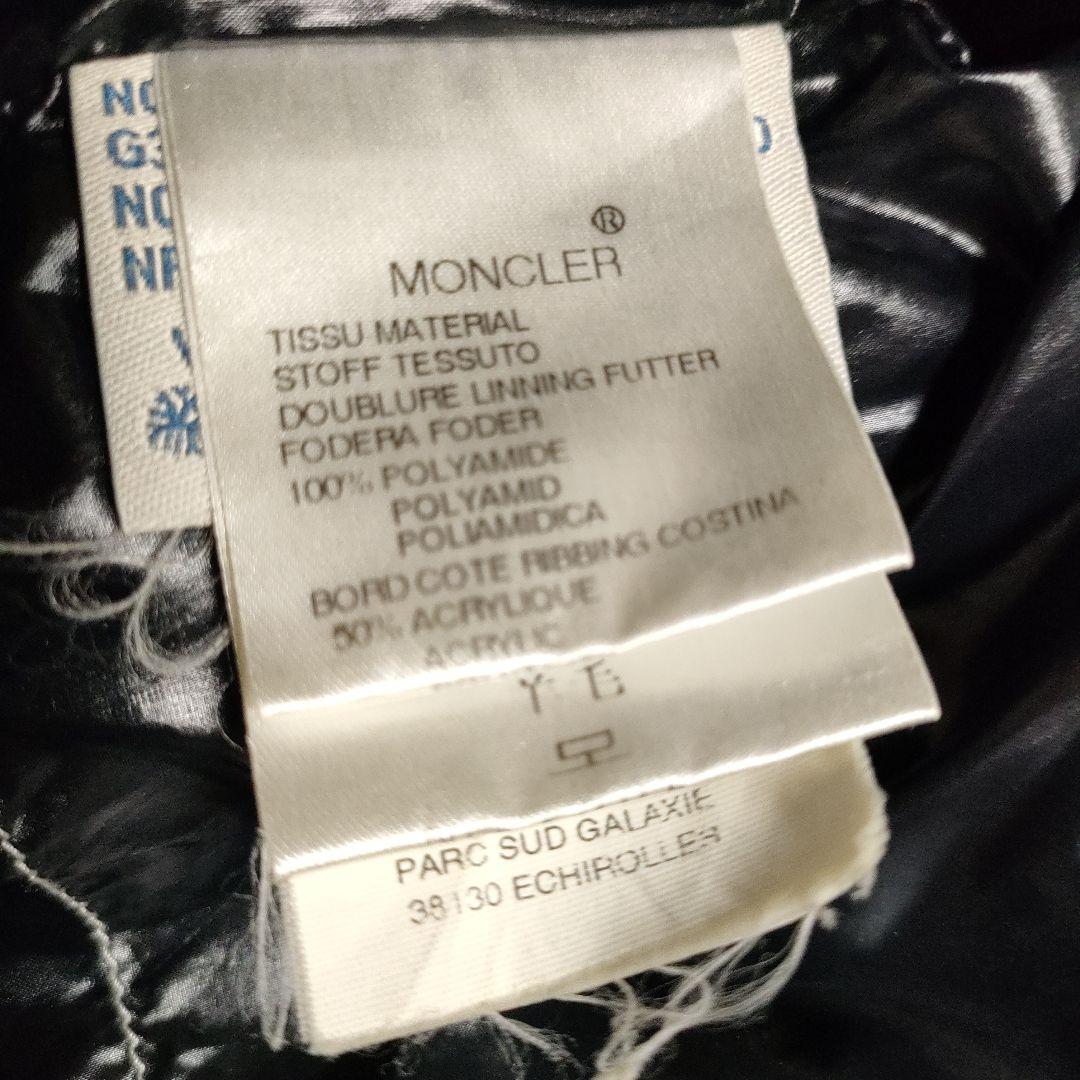 MONCLER®
TISSU MATERIAL
STOFF TESSUTO
DOUBLURE LINNING FUTTER
FODERA FODER
100% POLYAMIDE
POLYAMID
POLIAMIDICA
BORD COTE RIBBING COSTINA
50% ACRYLIQUE
ACRYLIC
PARC SUD GALAXIE
38130 ECHIROLLER